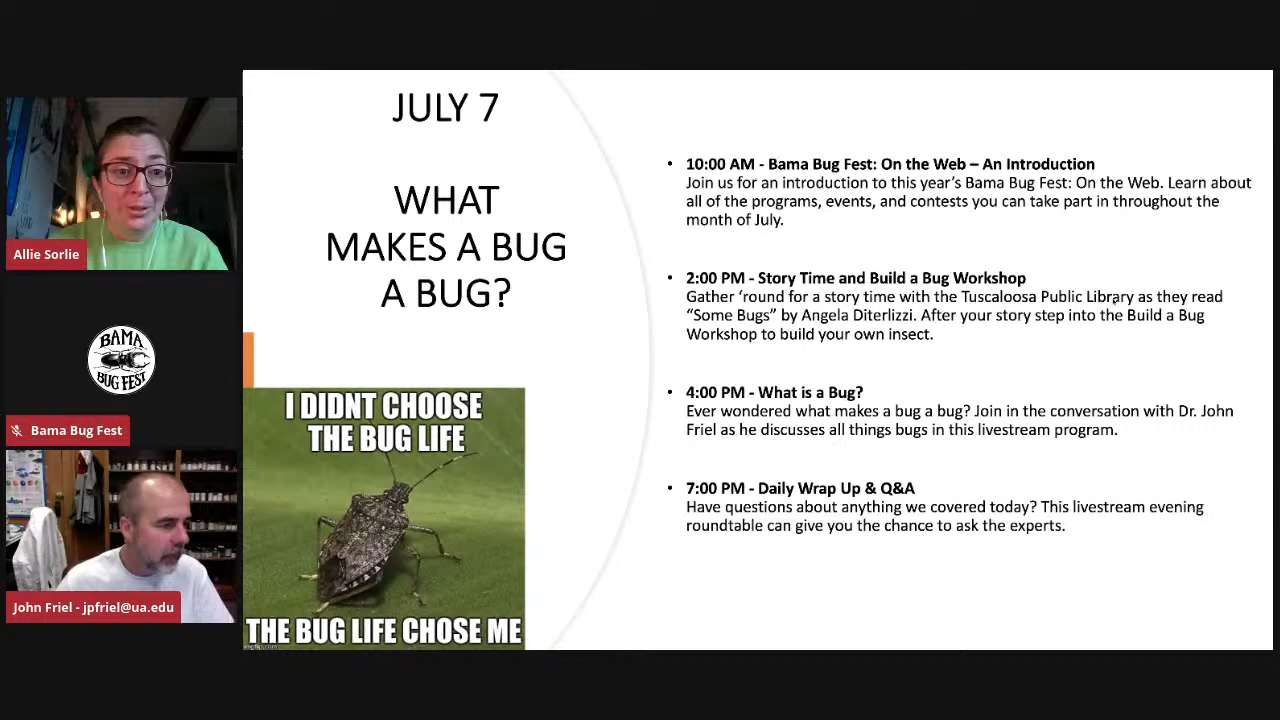 JULY 7
WHAT
MAKES A BUG
A BUG?
• 10:00 AM - Bama Bug Fest: On the Web – An Introduction
Join us for an introduction to this year’s Bama Bug Fest: On the Web. Learn about
all of the programs, events, and contests you can take part in throughout the
month of July.
• 2:00 PM - Story Time and Build a Bug Workshop
Gather ‘round for a story time with the Tuscaloosa Public Library as they read
“Some Bugs” by Angela Diterlizzi. After your story step into the Build a Bug
Workshop to build your own insect.
• 4:00 PM - What is a Bug?
Ever wondered what makes a bug a bug? Join in the conversation with Dr. John
Friel as he discusses all things bugs in this livestream program.
• 7:00 PM - Daily Wrap Up & Q&A
Have questions about anything we covered today? This livestream evening
roundtable can give you the chance to ask the experts.
I DIDNT CHOOSE
THE BUG LIFE
THE BUG LIFE CHOSE ME
imgflip.com
Allie Sorlie
BAMA
BUG FEST
Bama Bug Fest
John Friel - jpfriel@ua.edu